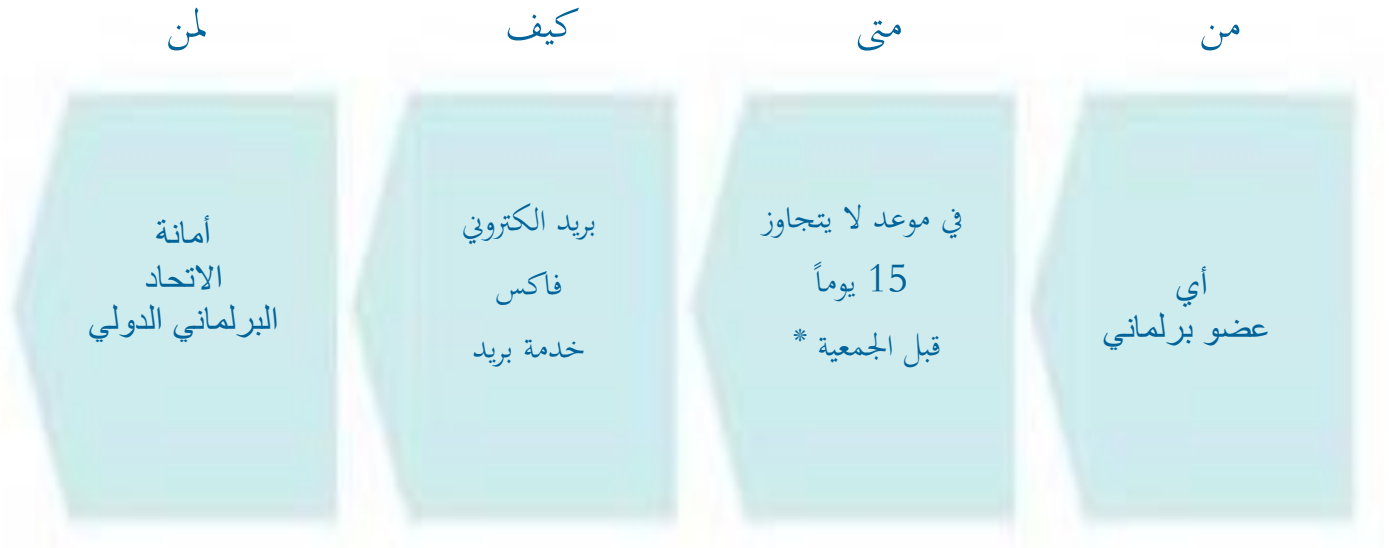 من
متى
كيف
لمن
أي
عضو برلماني
في موعد لا يتجاوز
15 يوماً
قبل الجمعية *
بريد الكتروني
فاكس
خدمة بريد
أمانة
الاتحاد
البرلماني الدولي